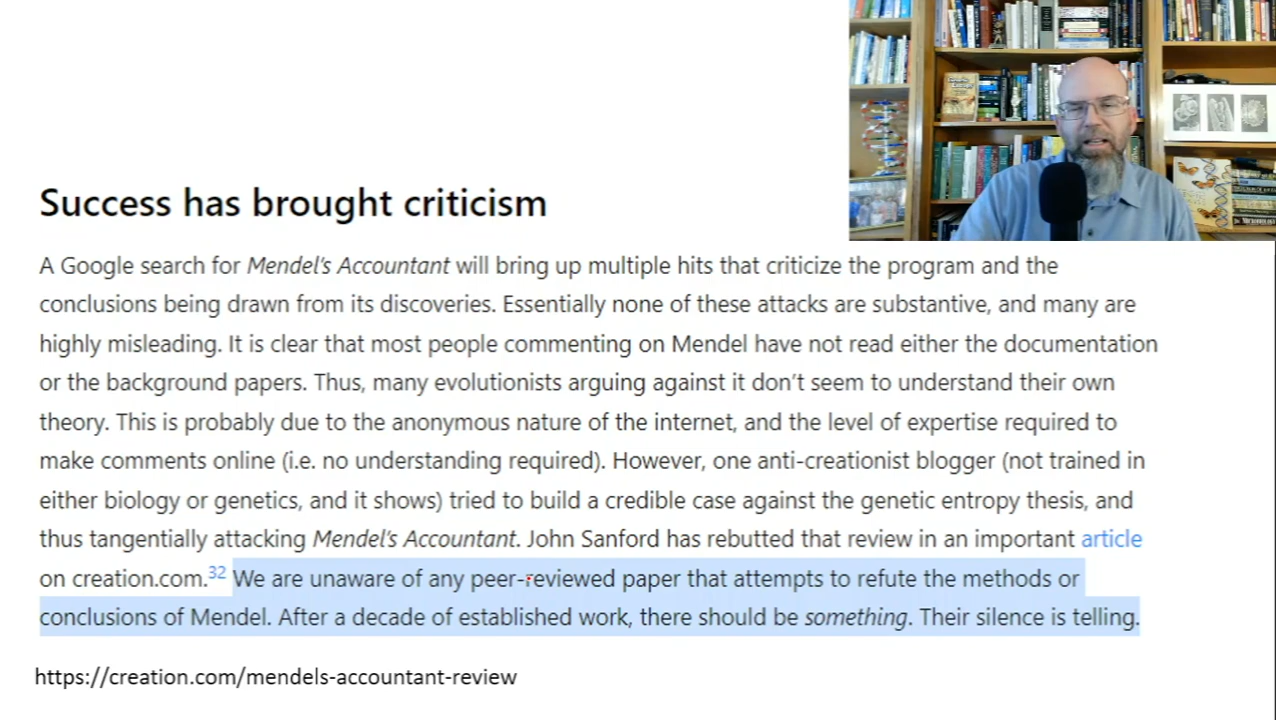 Success has brought criticism
A Google search for Mendel's Accountant will bring up multiple hits that criticize the program and the
conclusions being drawn from its discoveries. Essentially none of these attacks are substantive, and many are
highly misleading. It is clear that most people commenting on Mendel have not read either the documentation
or the background papers. Thus, many evolutionists arguing against it don't seem to understand their own
theory. This is probably due to the anonymous nature of the internet, and the level of expertise required to
make comments online (i.e. no understanding required). However, one anti-creationist blogger (not trained in
either biology or genetics, and it shows) tried to build a credible case against the genetic entropy thesis, and
thus tangentially attacking Mendel's Accountant. John Sanford has rebutted that review in an important article
on creation.com.32 We are unaware of any peer-reviewed paper that attempts to refute the methods or
conclusions of Mendel. After a decade of established work, there should be something. Their silence is telling.
https://creation.com/mendels-accountant-review